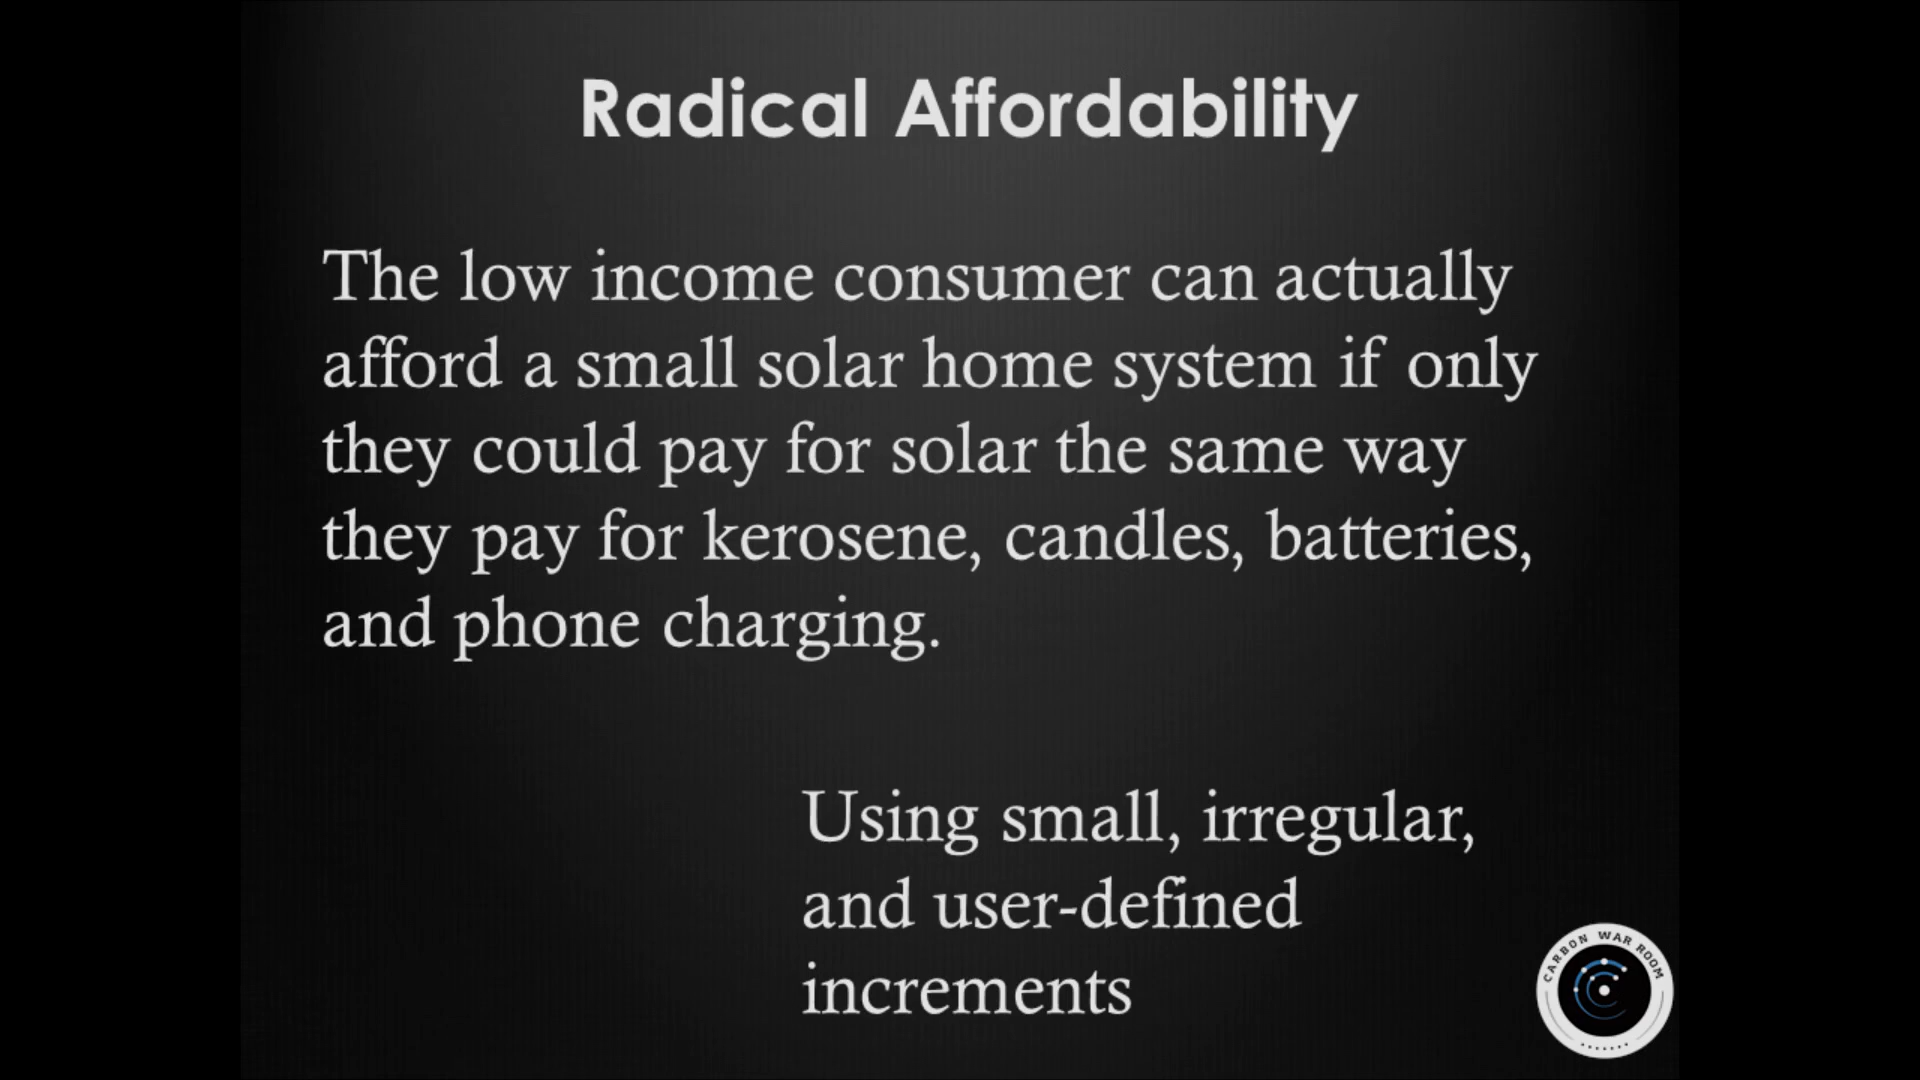 Radical Affordability
The low income consumer can actually
afford a small solar home system if only
they could pay for solar the same way
they pay for kerosene, candles, batteries,
and phone charging.
Using small, irregular,
and user-defined
increments
CARBON WAR ROOM